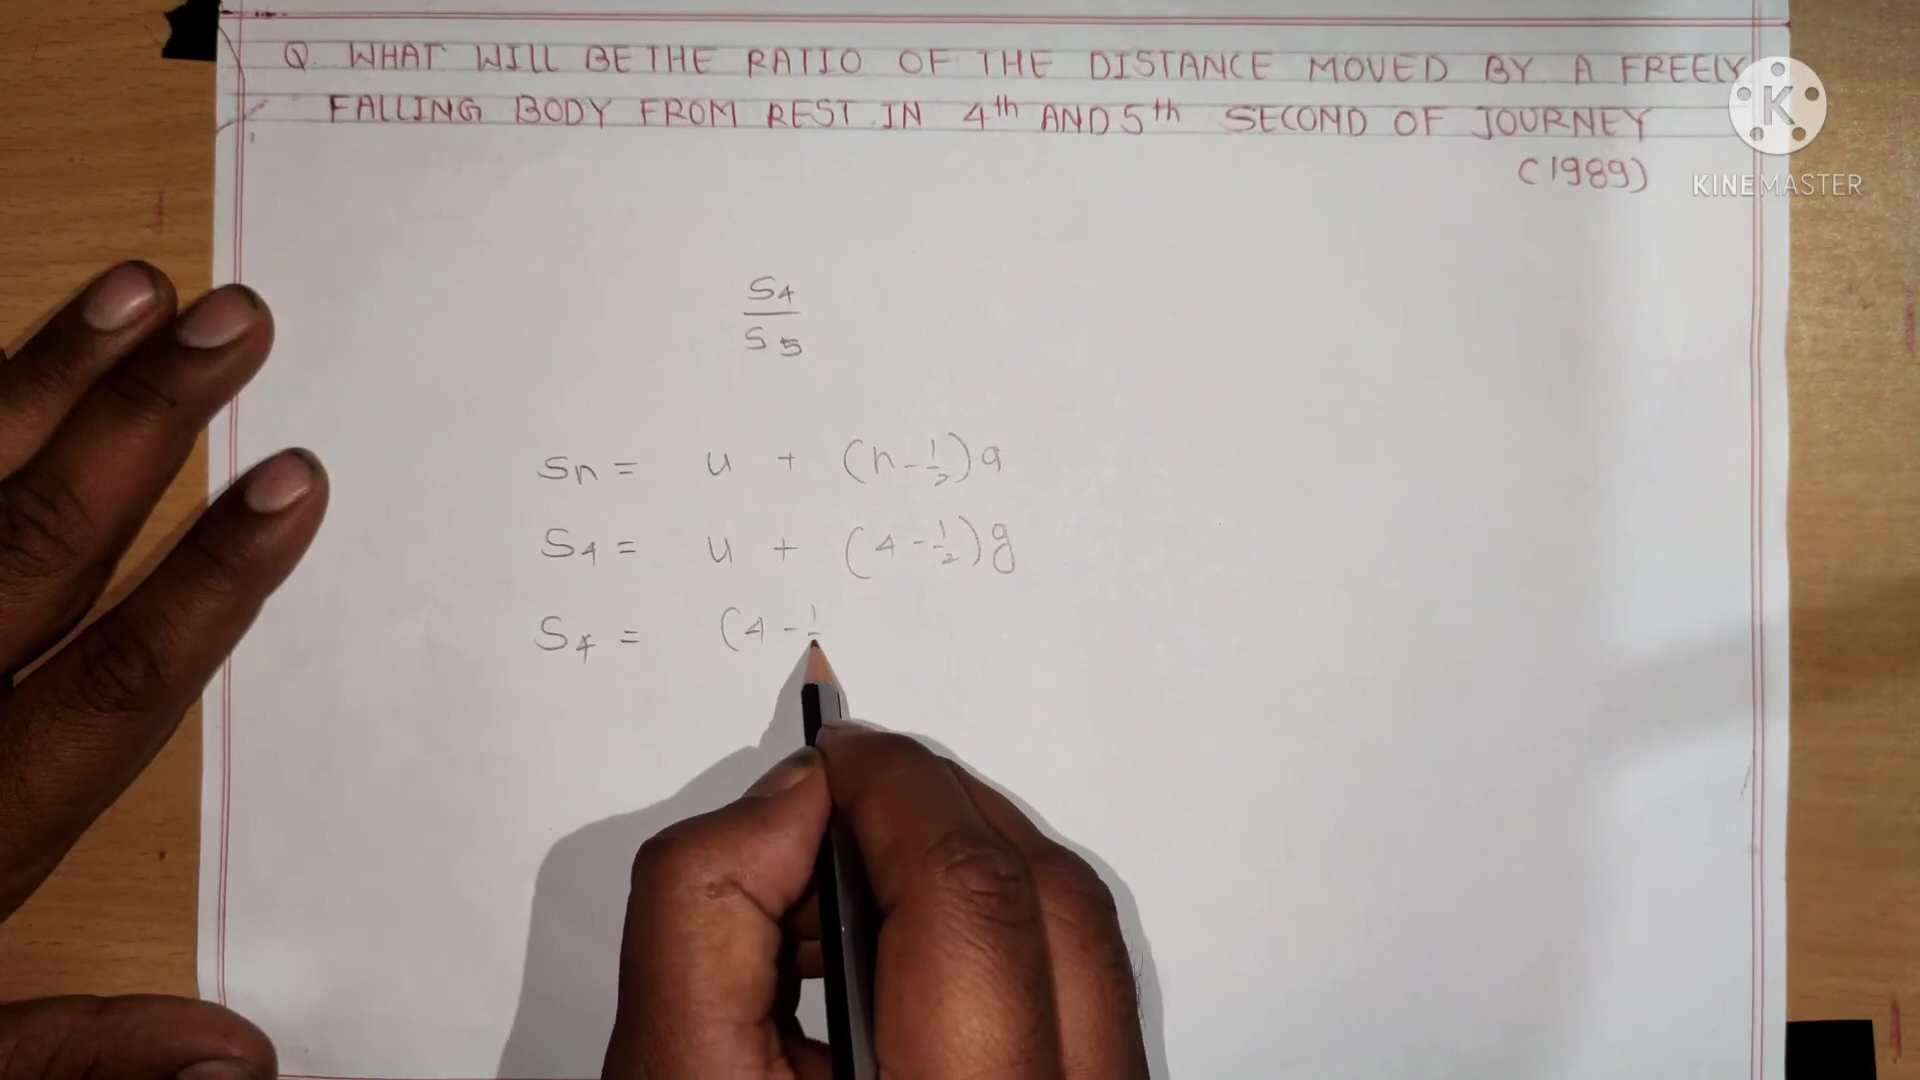 Q. WHAT WILL BE THE RATIO OF THE DISTANCE MOVED BY A FREELY
FALLING BODY FROM REST IN 4th AND 5th SECOND OF JOURNEY
(1989)
K
KINEMASTER
S4
S5
Sn = u + (n - 1/2) a
S4 = u + (4 - 1/2) g
S4 = (4 - 1